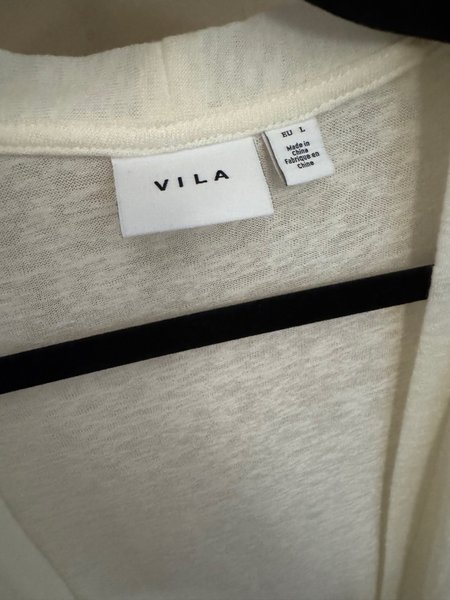 VILA
EU L
Made in
China
Fabriqué en
Chine